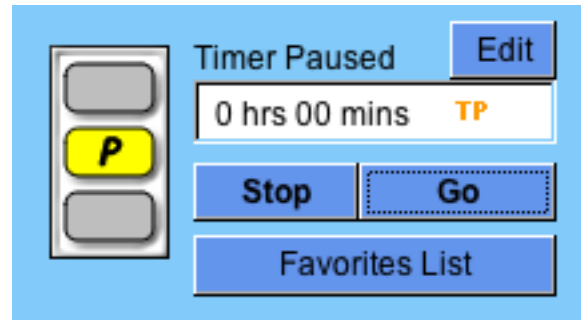 Timer Paused Edit
0 hrs 00 mins TP
P
Stop Go
Favorites List